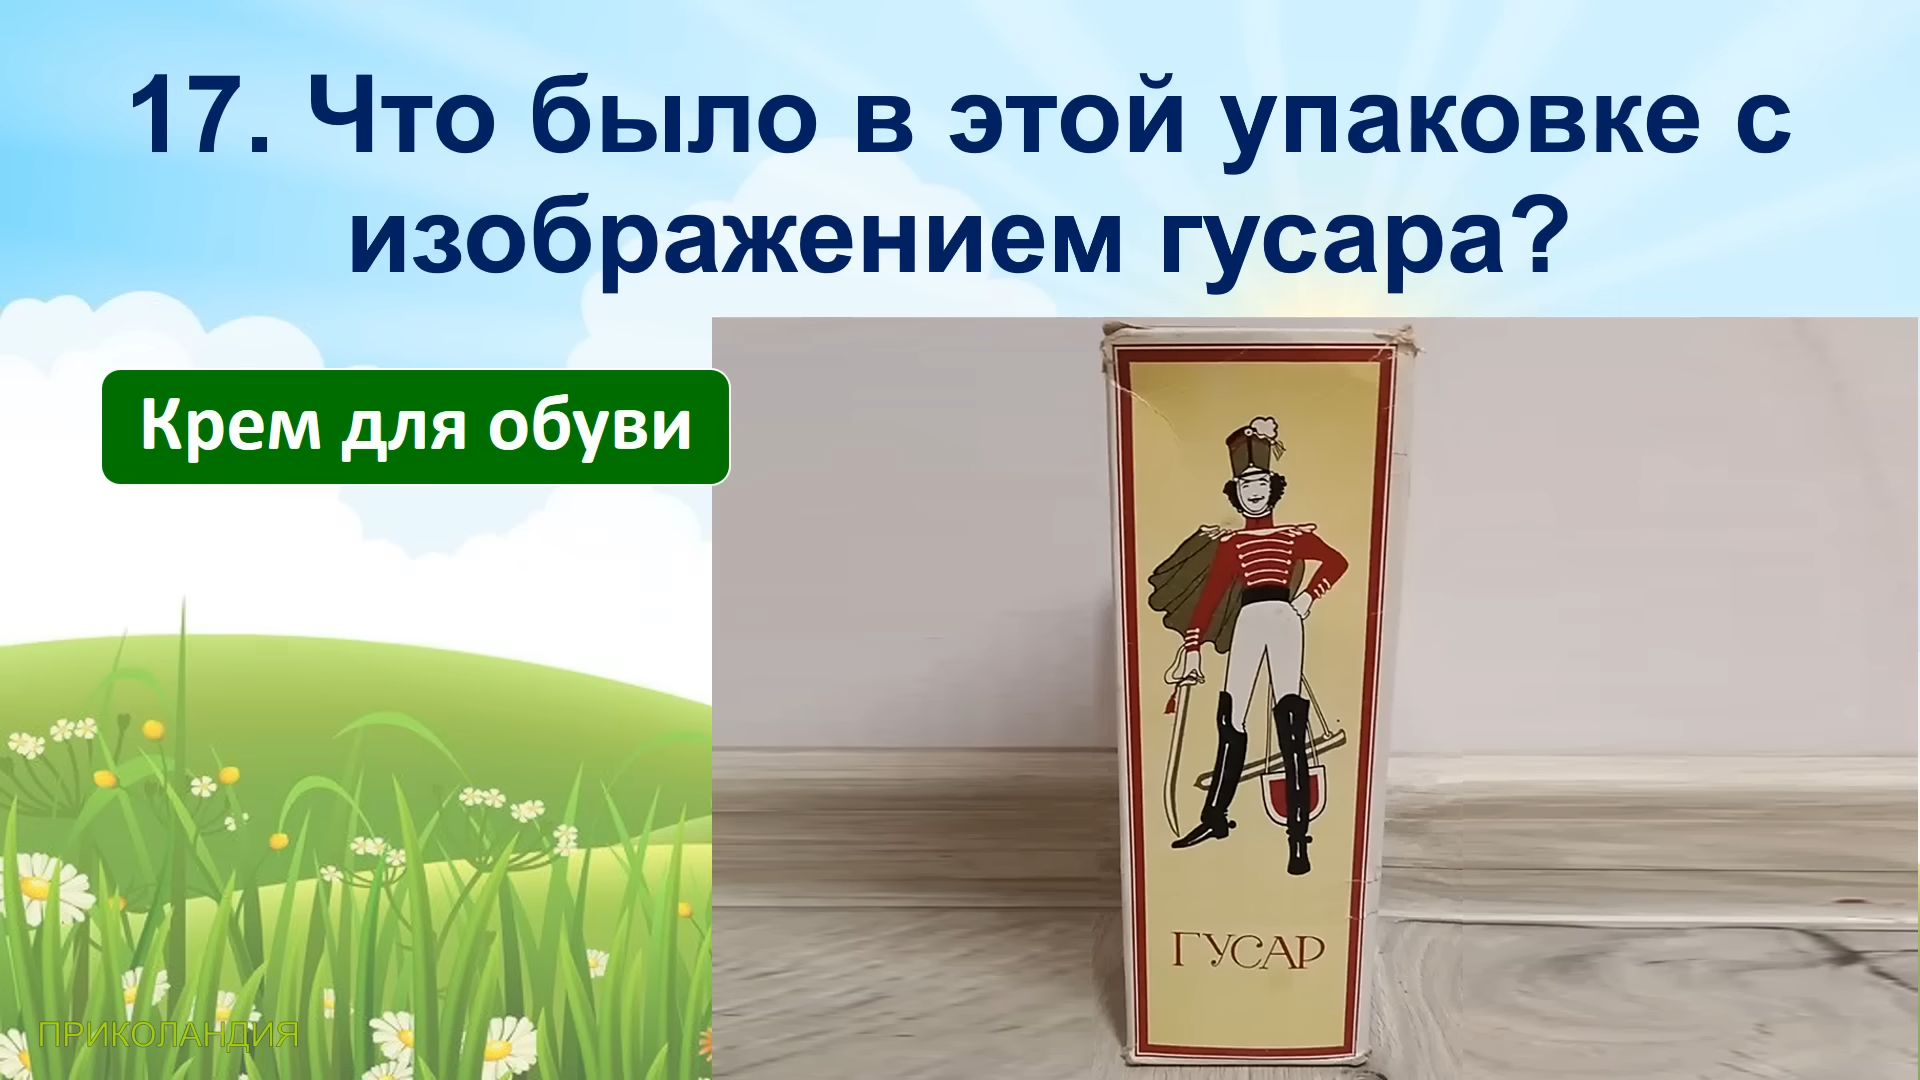 17. Что было в этой упаковке с
изображением гусара?
Крем для обуви
ГУСАР
ПРИКОЛАНДИЯ